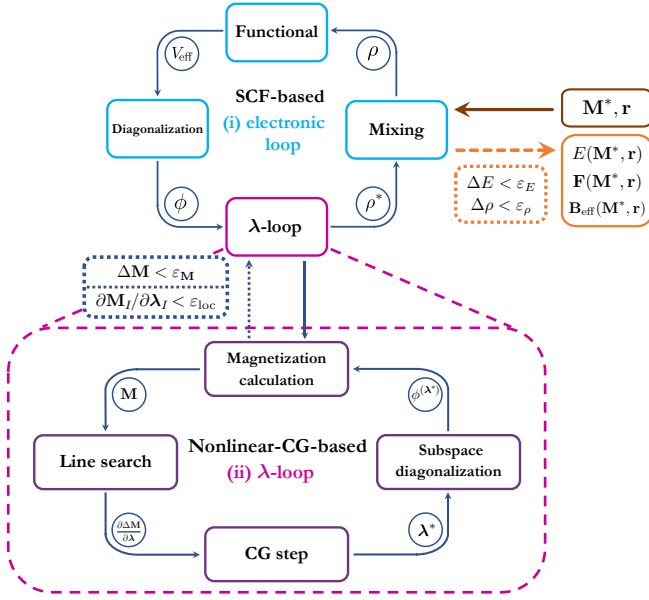 Functional
V_eff
ρ
SCF-based
(i) electronic
loop
Diagonalization
Mixing
M*, r
E(M*, r)
F(M*, r)
B_eff(M*, r)
ΔE < ε_E
Δρ < ε_ρ
ϕ
ρ*
λ-loop
ΔM < ε_M
∂M_I/∂λ_I < ε_loc
Magnetization
calculation
M
ϕ^(λ*)
Line search
Nonlinear-CG-based
(ii) λ-loop
Subspace
diagonalization
∂ΔM/∂λ
λ*
CG step